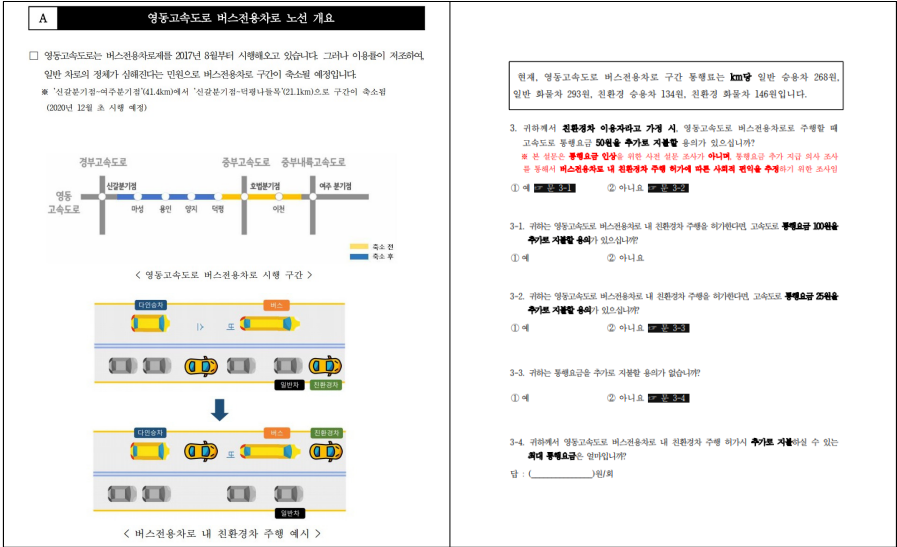 A 영동고속도로 버스전용차로 노선 개요
□ 영동고속도로는 버스전용차로제를 2017년 8월부터 시행해오고 있습니다. 그러나 이용률이 저조하여,
일반 차로의 정체가 심해진다는 민원으로 버스전용차로 구간이 축소될 예정입니다.
※ '신갈분기점~여주분기점'(41.4km)에서 '신갈분기점~덕평나들목'(21.1km)으로 구간이 축소됨
(2020년 12월 초 시행 예정)
경부고속도로 중부고속도로 중부내륙고속도로
신갈분기점 호법분기점 여주 분기점
영동
고속도로
마성 용인 양지 덕평 이천
축소 전
축소 후
< 영동고속도로 버스전용차로 시행 구간 >
다인승차 버스
또
일반차 친환경차
다인승차 버스 친환경차
또
일반차
< 버스전용차로 내 친환경차 주행 예시 >
현재, 영동고속도로 버스전용차로 구간 통행료는 km당 일반 승용차 268원,
일반 화물차 293원, 친환경 승용차 134원, 친환경 화물차 146원입니다.
3. 귀하께서 친환경차 이용자라고 가정 시, 영동고속도로 버스전용차로로 주행할 때
고속도로 통행요금 50원을 추가로 지불할 용의가 있으십니까?
※ 본 설문은 통행요금 인상을 위한 사전 설문 조사가 아니며, 통행요금 추가 지급 의사 조사
를 통해서 버스전용차로 내 친환경차 주행 허가에 따른 사회적 편익을 추정하기 위한 조사임
① 예 ☞ 문 3-1 ② 아니요 ☞ 문 3-2
3-1. 귀하는 영동고속도로 버스전용차로 내 친환경차 주행을 허가한다면, 고속도로 통행요금 100원을
추가로 지불할 용의가 있으십니까?
① 예 ② 아니요
3-2. 귀하는 영동고속도로 버스전용차로 내 친환경차 주행을 허가한다면, 고속도로 통행요금 25원을
추가로 지불할 용의가 있으십니까?
① 예 ② 아니요 ☞ 문 3-3
3-3. 귀하는 통행요금을 추가로 지불할 용의가 없습니까?
① 예 ② 아니요 ☞ 문 3-4
3-4. 귀하께서 영동고속도로 버스전용차로 내 친환경차 주행 허가시 추가로 지불하실 수 있는
최대 통행요금은 얼마입니까?
답 : (____________)원/회